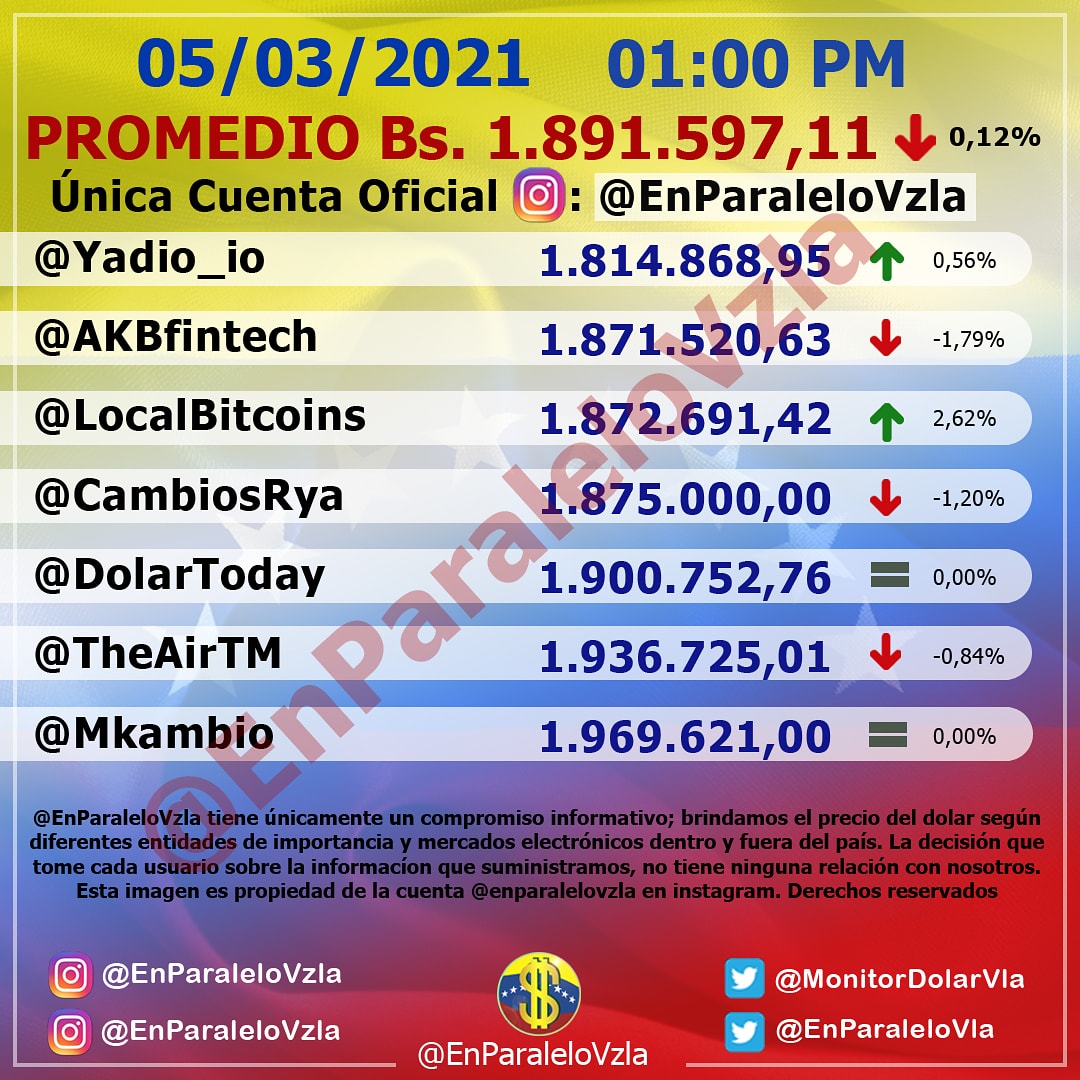 05/03/2021 01:00 PM
PROMEDIO Bs. 1.891.597,11 0,12%
Única Cuenta Oficial : @EnParaleloVzla
@Yadio_io 1.814.868,95 0,56%
@AKBfintech 1.871.520,63 -1,79%
@LocalBitcoins 1.872.691,42 2,62%
@CambiosRya 1.875.000,00 -1,20%
@DolarToday 1.900.752,76 0,00%
@TheAirTM 1.936.725,01 -0,84%
@Mkambio 1.969.621,00 0,00%
@EnParaleloVzla
@EnParaleloVzla tiene únicamente un compromiso informativo; brindamos el precio del dolar según
diferentes entidades de importancia y mercados electrónicos dentro y fuera del país. La decisión que
tome cada usuario sobre la informacíon que suministramos, no tiene ninguna relación con nosotros.
Esta imagen es propiedad de la cuenta @enparalelovzla en instagram. Derechos reservados
@EnParaleloVzla @MonitorDolarVla
@EnParaleloVzla @EnParaleloVla
@EnParaleloVzla